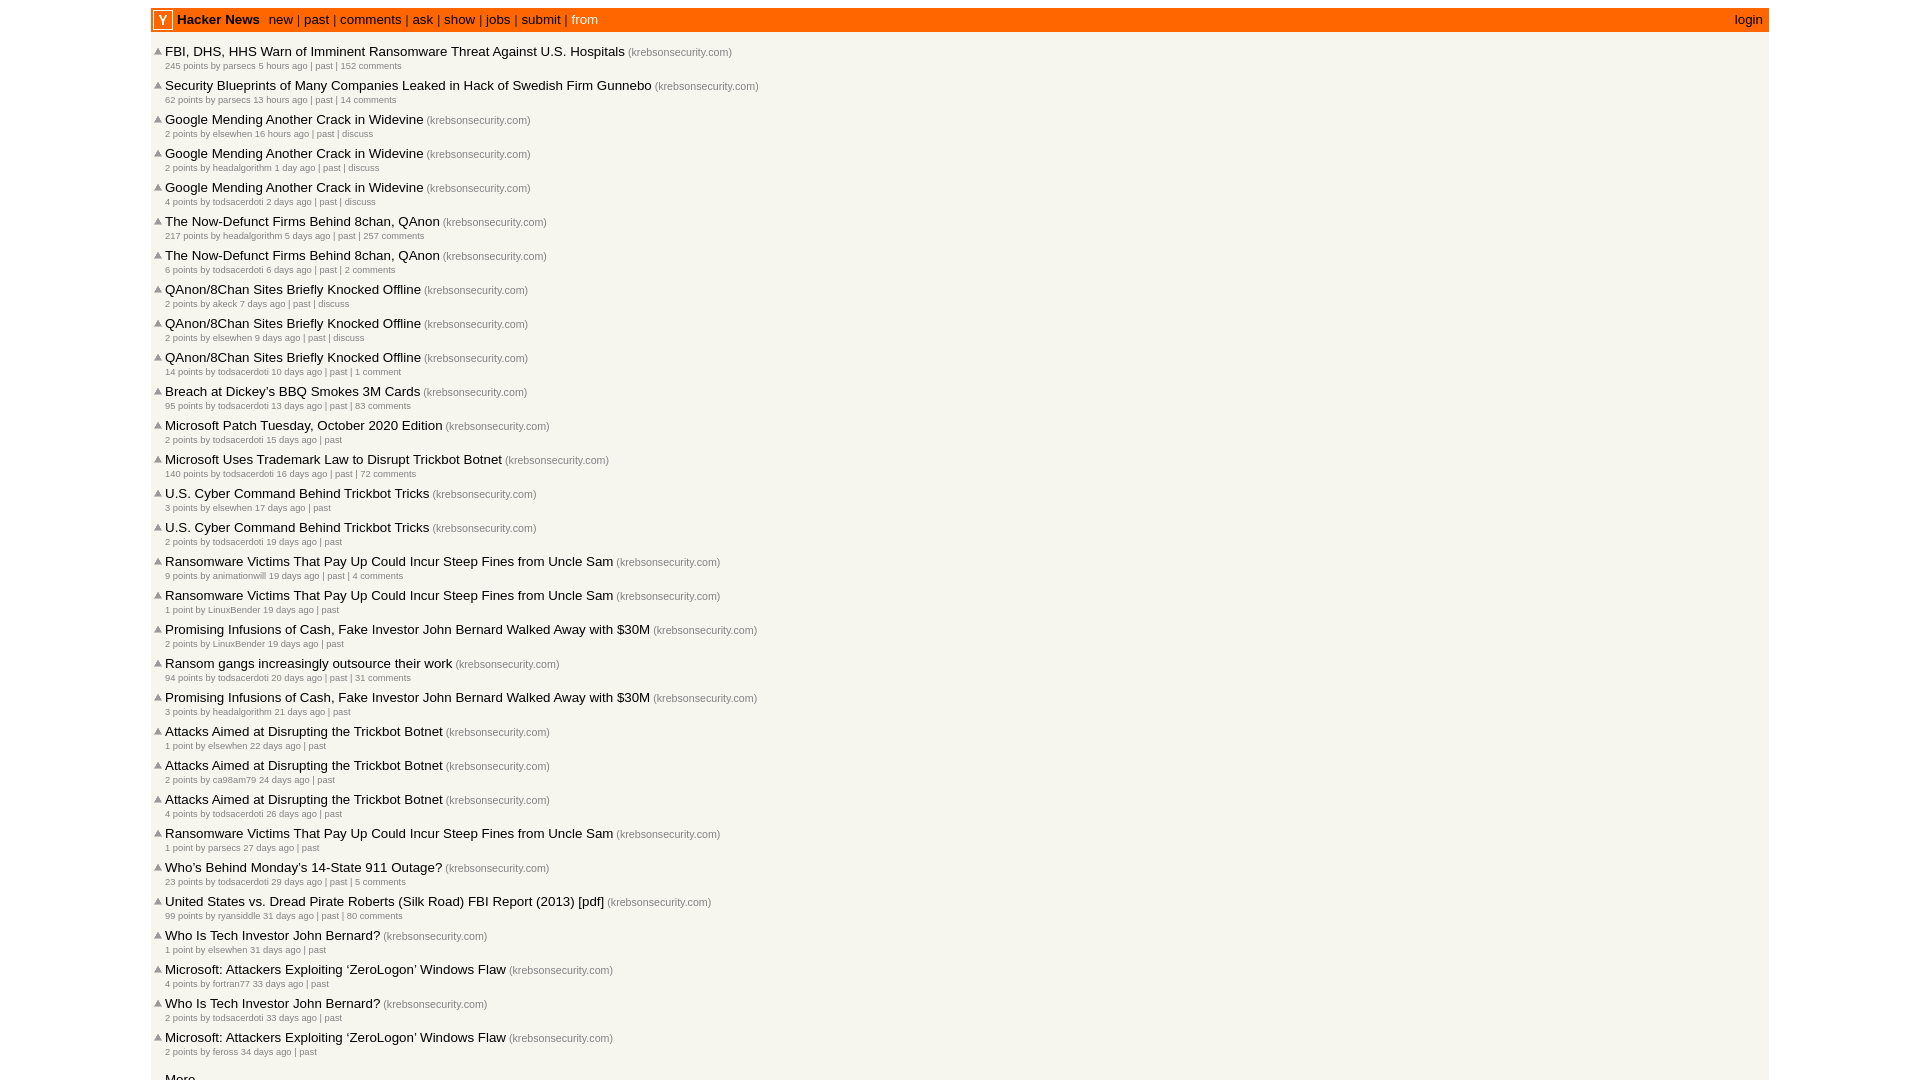 Y Hacker News new | past | comments | ask | show | jobs | submit | from login
FBI, DHS, HHS Warn of Imminent Ransomware Threat Against U.S. Hospitals (krebsonsecurity.com)
245 points by parsecs 5 hours ago | past | 152 comments
Security Blueprints of Many Companies Leaked in Hack of Swedish Firm Gunnebo (krebsonsecurity.com)
62 points by parsecs 13 hours ago | past | 14 comments
Google Mending Another Crack in Widevine (krebsonsecurity.com)
2 points by elsewhen 16 hours ago | past | discuss
Google Mending Another Crack in Widevine (krebsonsecurity.com)
2 points by headalgorithm 1 day ago | past | discuss
Google Mending Another Crack in Widevine (krebsonsecurity.com)
4 points by todsacerdoti 2 days ago | past | discuss
The Now-Defunct Firms Behind 8chan, QAnon (krebsonsecurity.com)
217 points by headalgorithm 5 days ago | past | 257 comments
The Now-Defunct Firms Behind 8chan, QAnon (krebsonsecurity.com)
6 points by todsacerdoti 6 days ago | past | 2 comments
QAnon/8Chan Sites Briefly Knocked Offline (krebsonsecurity.com)
2 points by akeck 7 days ago | past | discuss
QAnon/8Chan Sites Briefly Knocked Offline (krebsonsecurity.com)
2 points by elsewhen 9 days ago | past | discuss
QAnon/8Chan Sites Briefly Knocked Offline (krebsonsecurity.com)
14 points by todsacerdoti 10 days ago | past | 1 comment
Breach at Dickey’s BBQ Smokes 3M Cards (krebsonsecurity.com)
95 points by todsacerdoti 13 days ago | past | 83 comments
Microsoft Patch Tuesday, October 2020 Edition (krebsonsecurity.com)
2 points by todsacerdoti 15 days ago | past
Microsoft Uses Trademark Law to Disrupt Trickbot Botnet (krebsonsecurity.com)
140 points by todsacerdoti 16 days ago | past | 72 comments
U.S. Cyber Command Behind Trickbot Tricks (krebsonsecurity.com)
3 points by elsewhen 17 days ago | past
U.S. Cyber Command Behind Trickbot Tricks (krebsonsecurity.com)
2 points by todsacerdoti 19 days ago | past
Ransomware Victims That Pay Up Could Incur Steep Fines from Uncle Sam (krebsonsecurity.com)
9 points by animationwill 19 days ago | past | 4 comments
Ransomware Victims That Pay Up Could Incur Steep Fines from Uncle Sam (krebsonsecurity.com)
1 point by LinuxBender 19 days ago | past
Promising Infusions of Cash, Fake Investor John Bernard Walked Away with $30M (krebsonsecurity.com)
2 points by LinuxBender 19 days ago | past
Ransom gangs increasingly outsource their work (krebsonsecurity.com)
94 points by todsacerdoti 20 days ago | past | 31 comments
Promising Infusions of Cash, Fake Investor John Bernard Walked Away with $30M (krebsonsecurity.com)
3 points by headalgorithm 21 days ago | past
Attacks Aimed at Disrupting the Trickbot Botnet (krebsonsecurity.com)
1 point by elsewhen 22 days ago | past
Attacks Aimed at Disrupting the Trickbot Botnet (krebsonsecurity.com)
2 points by ca98am79 24 days ago | past
Attacks Aimed at Disrupting the Trickbot Botnet (krebsonsecurity.com)
4 points by todsacerdoti 26 days ago | past
Ransomware Victims That Pay Up Could Incur Steep Fines from Uncle Sam (krebsonsecurity.com)
1 point by parsecs 27 days ago | past
Who’s Behind Monday’s 14-State 911 Outage? (krebsonsecurity.com)
23 points by todsacerdoti 29 days ago | past | 5 comments
United States vs. Dread Pirate Roberts (Silk Road) FBI Report (2013) [pdf] (krebsonsecurity.com)
99 points by ryansiddle 31 days ago | past | 80 comments
Who Is Tech Investor John Bernard? (krebsonsecurity.com)
1 point by elsewhen 31 days ago | past
Microsoft: Attackers Exploiting ‘ZeroLogon’ Windows Flaw (krebsonsecurity.com)
4 points by fortran77 33 days ago | past
Who Is Tech Investor John Bernard? (krebsonsecurity.com)
2 points by todsacerdoti 33 days ago | past
Microsoft: Attackers Exploiting ‘ZeroLogon’ Windows Flaw (krebsonsecurity.com)
2 points by feross 34 days ago | past
More